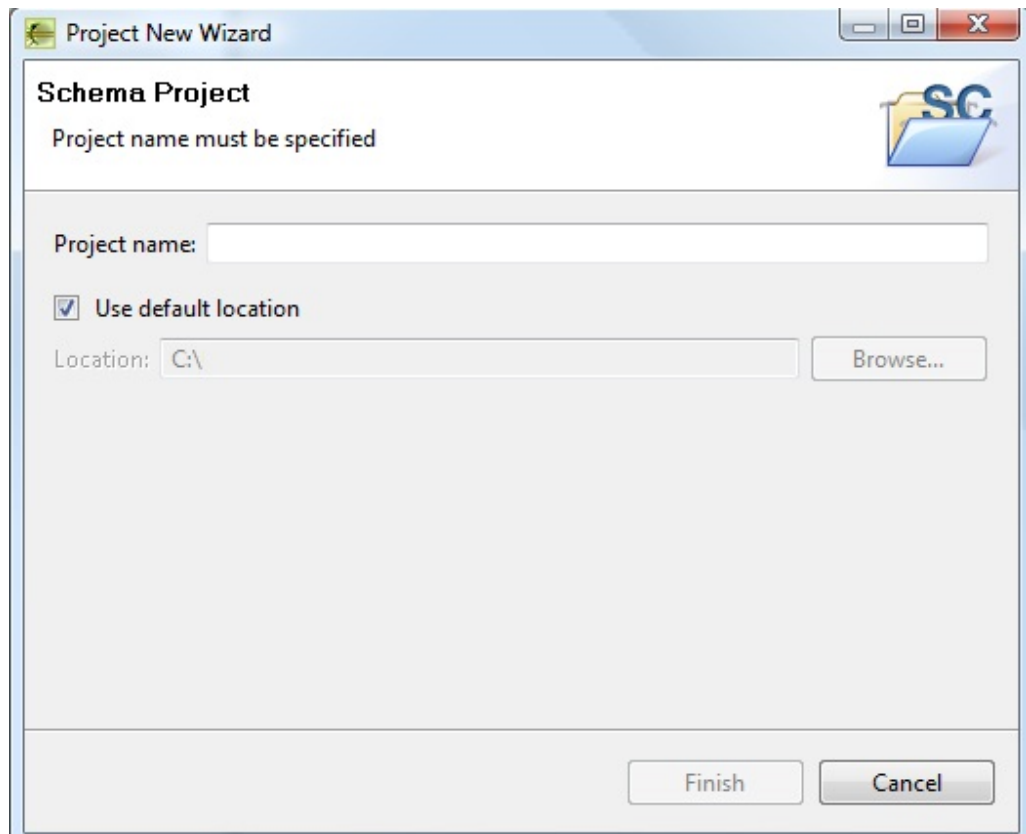 Project New Wizard
Schema Project
SC
Project name must be specified
Project name:
Use default location
Location: C:\ Browse...
Finish Cancel